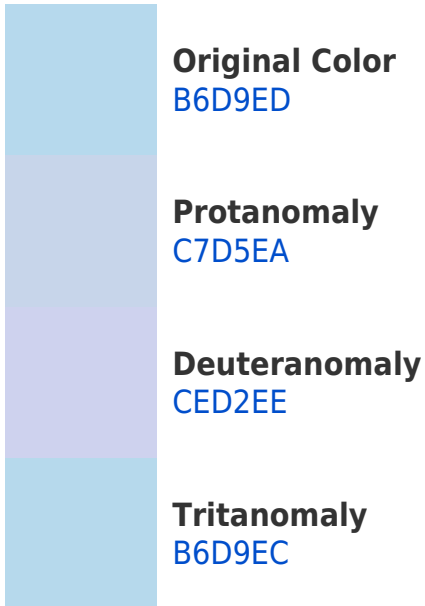 Original Color
B6D9ED
Protanomaly
C7D5EA
Deuteranomaly
CED2EE
Tritanomaly
B6D9EC